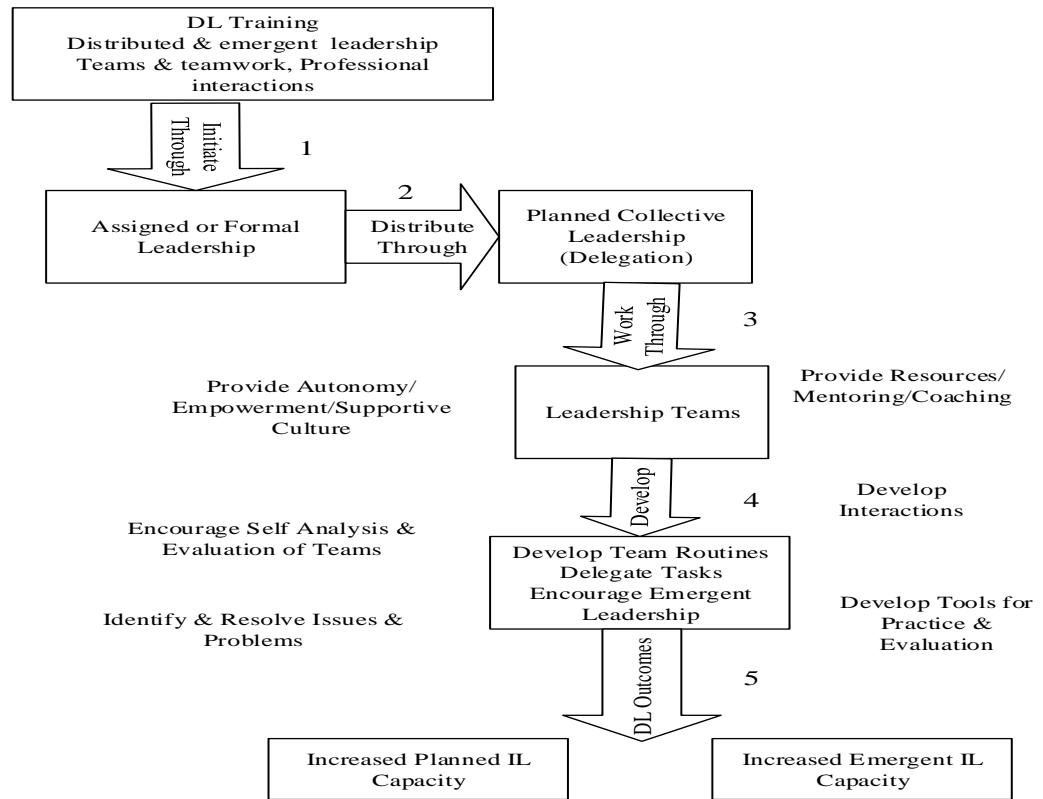 DL Training
Distributed & emergent leadership
Teams & teamwork, Professional
interactions
Initiate
Through
1
Assigned or Formal
Leadership
2
Distribute
Through
Planned Collective
Leadership
(Delegation)
Work
Through
3
Provide Autonomy/
Empowerment/Supportive
Culture
Leadership Teams
Provide Resources/
Mentoring/Coaching
Develop
4
Develop
Interactions
Encourage Self Analysis &
Evaluation of Teams
Develop Team Routines
Delegate Tasks
Encourage Emergent
Leadership
Identify & Resolve Issues &
Problems
Develop Tools for
Practice &
Evaluation
DL Outcomes
5
Increased Planned IL
Capacity
Increased Emergent IL
Capacity